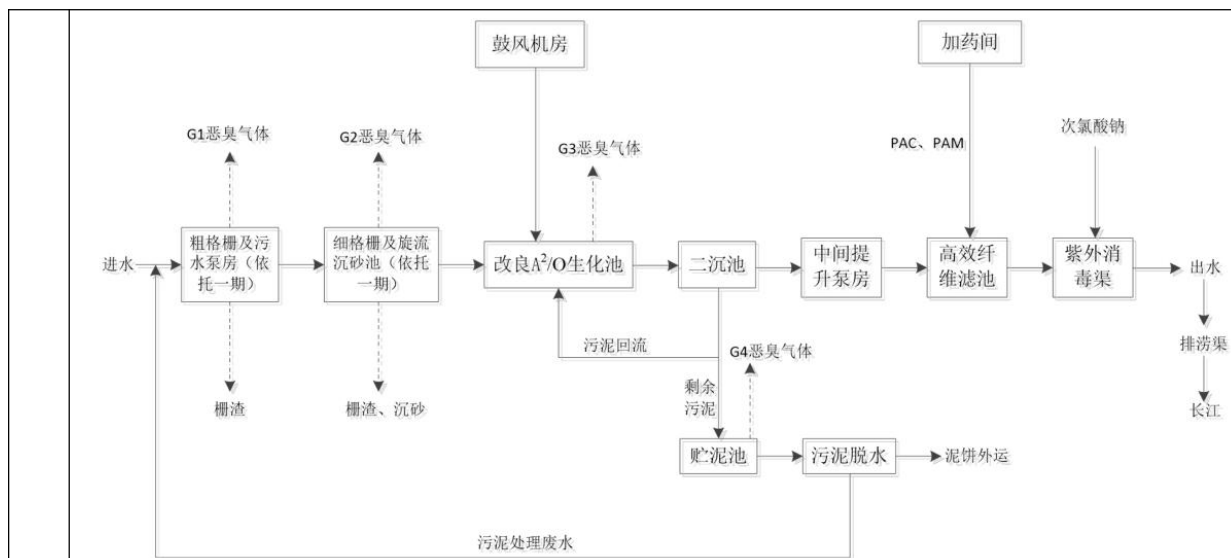 鼓风机房
加药间
G1恶臭气体
G2恶臭气体
G3恶臭气体
PAC、PAM
次氯酸钠
进水
粗格栅及污
水泵房（依
托一期）
细格栅及旋流
沉砂池（依托
一期）
改良A²/O生化池
二沉池
中间提
升泵房
高效纤
维滤池
紫外消
毒渠
出水
污泥回流
G4恶臭气体
排涝渠
栅渣
栅渣、沉砂
剩余
污泥
长江
贮泥池
污泥脱水
泥饼外运
污泥处理废水